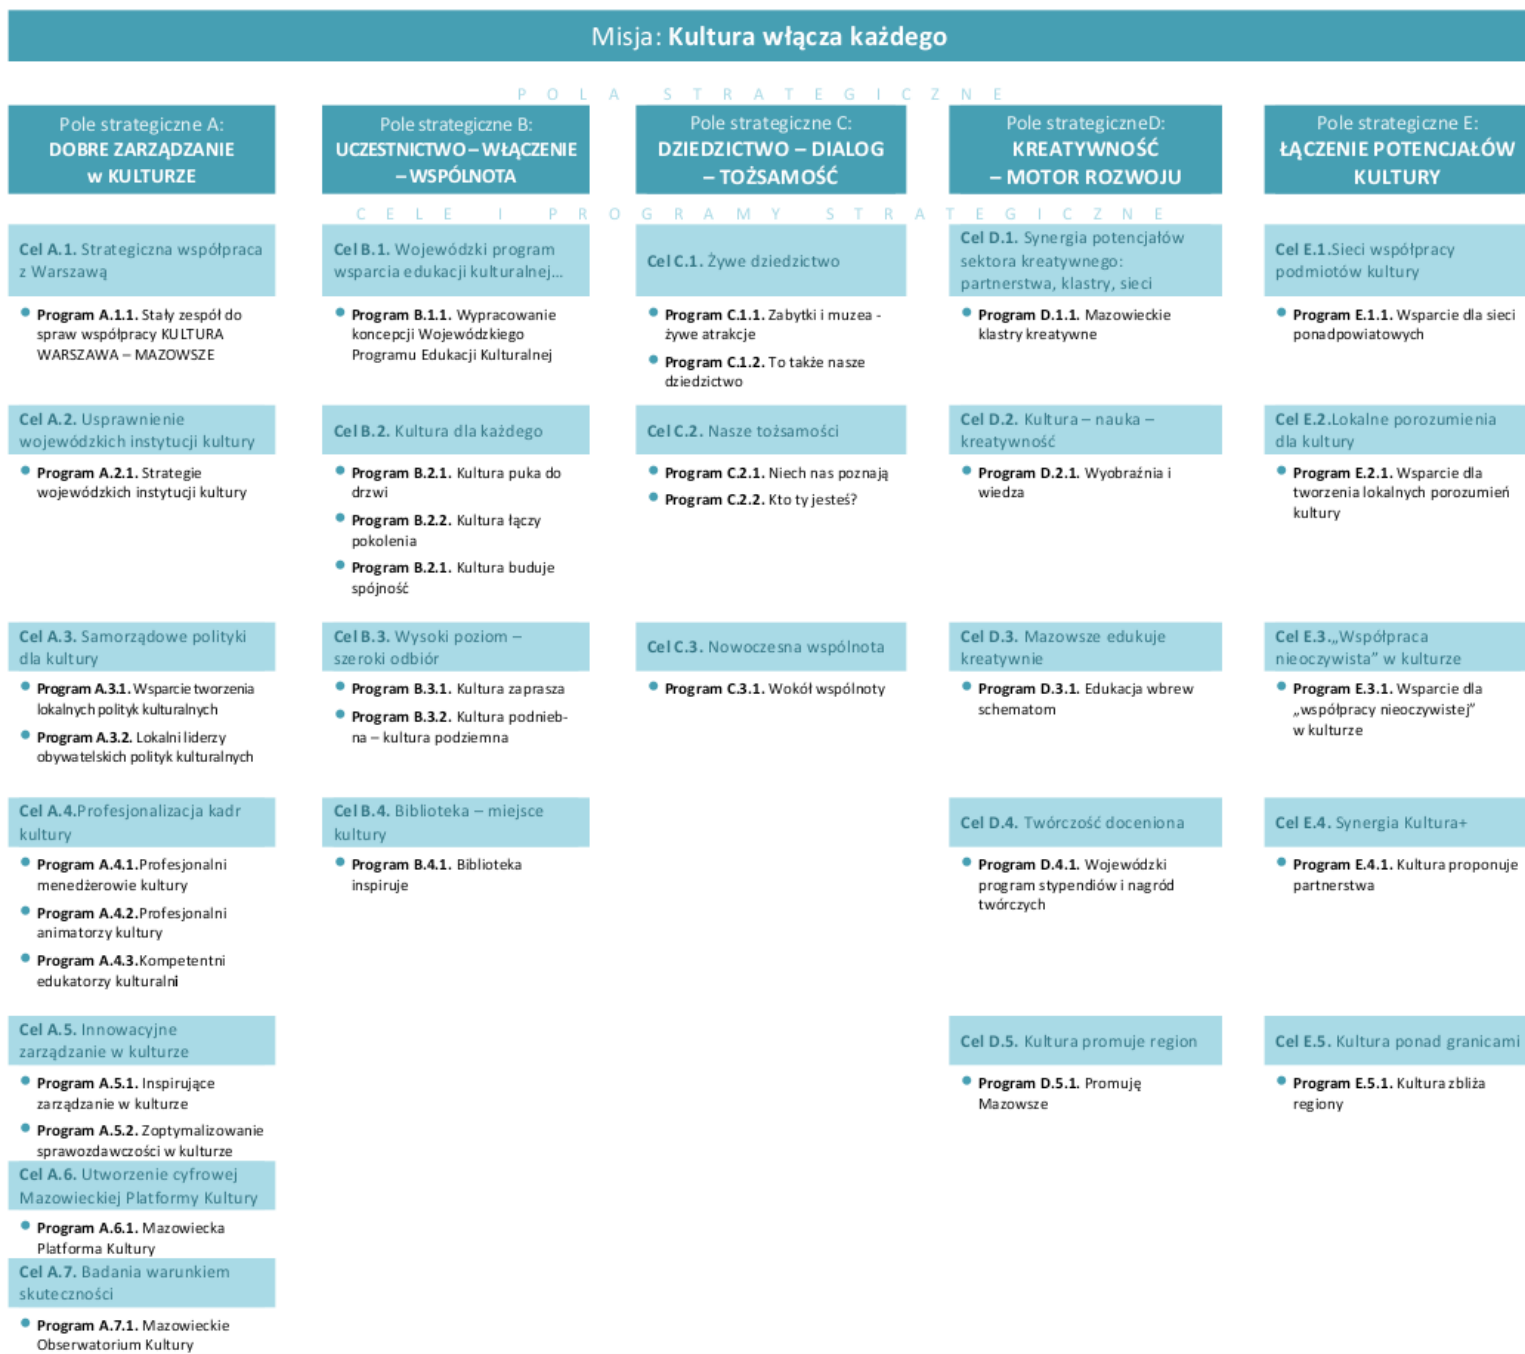 Misja: Kultura włącza każdego
POLA STRATEGICZNE
Pole strategiczne A:
DOBRE ZARZĄDZANIE
w KULTURZE
Pole strategiczne B:
UCZESTNICTWO – WŁĄCZENIE
– WSPÓLNOTA
Pole strategiczne C:
DZIEDZICTWO – DIALOG
– TOŻSAMOŚĆ
Pole strategiczneD:
KREATYWNOŚĆ
– MOTOR ROZWOJU
Pole strategiczne E:
ŁĄCZENIE POTENCJAŁÓW
KULTURY
CELE I PROGRAMY STRATEGICZNE
Cel A.1. Strategiczna współpraca
z Warszawą
Program A.1.1. Stały zespół do
spraw współpracy KULTURA
WARSZAWA – MAZOWSZE
Cel A.2. Usprawnienie
wojewódzkich instytucji kultury
Program A.2.1. Strategie
wojewódzkich instytucji kultury
Cel A.3. Samorządowe polityki
dla kultury
Program A.3.1. Wsparcie tworzenia
lokalnych polityk kulturalnych
Program A.3.2. Lokalni liderzy
obywatelskich polityk kulturalnych
Cel A.4.Profesjonalizacja kadr
kultury
Program A.4.1.Profesjonalni
menedżerowie kultury
Program A.4.2.Profesjonalni
animatorzy kultury
Program A.4.3.Kompetentni
edukatorzy kulturalni
Cel A.5. Innowacyjne
zarządzanie w kulturze
Program A.5.1. Inspirujące
zarządzanie w kulturze
Program A.5.2. Zoptymalizowanie
sprawozdawczości w kulturze
Cel A.6. Utworzenie cyfrowej
Mazowieckiej Platformy Kultury
Program A.6.1. Mazowiecka
Platforma Kultury
Cel A.7. Badania warunkiem
skuteczności
Program A.7.1. Mazowieckie
Obserwatorium Kultury
Cel B.1. Wojewódzki program
wsparcia edukacji kulturalnej...
Program B.1.1. Wypracowanie
koncepcji Wojewódzkiego
Programu Edukacji Kulturalnej
Cel B.2. Kultura dla każdego
Program B.2.1. Kultura puka do
drzwi
Program B.2.2. Kultura łączy
pokolenia
Program B.2.1. Kultura buduje
spójność
Cel B.3. Wysoki poziom –
szeroki odbiór
Program B.3.1. Kultura zaprasza
Program B.3.2. Kultura podnieb-
na – kultura podziemna
Cel B.4. Biblioteka – miejsce
kultury
Program B.4.1. Biblioteka
inspiruje
Cel C.1. Żywe dziedzictwo
Program C.1.1. Zabytki i muzea -
żywe atrakcje
Program C.1.2. To także nasze
dziedzictwo
Cel C.2. Nasze tożsamości
Program C.2.1. Niech nas poznają
Program C.2.2. Kto ty jesteś?
Cel C.3. Nowoczesna wspólnota
Program C.3.1. Wokół wspólnoty
Cel D.1. Synergia potencjałów
sektora kreatywnego:
partnerstwa, klastry, sieci
Program D.1.1. Mazowieckie
klastry kreatywne
Cel D.2. Kultura – nauka –
kreatywność
Program D.2.1. Wyobraźnia i
wiedza
Cel D.3. Mazowsze edukuje
kreatywnie
Program D.3.1. Edukacja wbrew
schematom
Cel D.4. Twórczość doceniona
Program D.4.1. Wojewódzki
program stypendiów i nagród
twórczych
Cel D.5. Kultura promuje region
Program D.5.1. Promuję
Mazowsze
Cel E.1.Sieci współpracy
podmiotów kultury
Program E.1.1. Wsparcie dla sieci
ponadpowiatowych
Cel E.2.Lokalne porozumienia
dla kultury
Program E.2.1. Wsparcie dla
tworzenia lokalnych porozumień
kultury
Cel E.3.„Współpraca
nieoczywista” w kulturze
Program E.3.1. Wsparcie dla
„współpracy nieoczywistej”
w kulturze
Cel E.4. Synergia Kultura+
Program E.4.1. Kultura proponuje
partnerstwa
Cel E.5. Kultura ponad granicami
Program E.5.1. Kultura zbliża
regiony